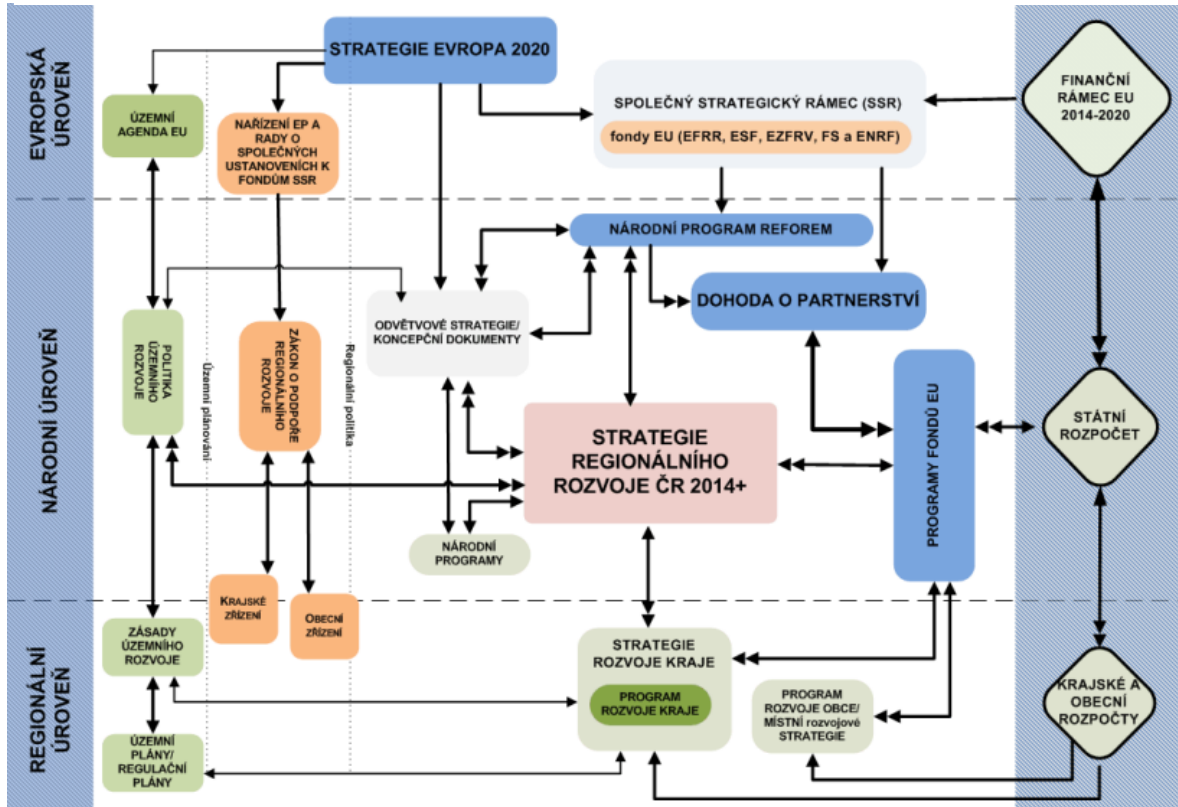 EVROPSKÁ
ÚROVEŇ
STRATEGIE EVROPA 2020
ÚZEMNÍ
AGENDA EU
NAŘÍZENÍ EP A
RADY O
SPOLEČNÝCH
USTANOVENÍCH K
FONDŮM SSR
SPOLEČNÝ STRATEGICKÝ RÁMEC (SSR)
fondy EU (EFRR, ESF, EZFRV, FS a ENRF)
FINANČNÍ
RÁMEC EU
2014-2020
NÁRODNÍ ÚROVEŇ
NÁRODNÍ PROGRAM REFOREM
DOHODA O PARTNERSTVÍ
ODVĚTVOVÉ STRATEGIE/
KONCEPČNÍ DOKUMENTY
POLITIKA
ÚZEMNÍHO
ROZVOJE
Územní plánování
ZÁKON O PODPOŘE
REGIONÁLNÍHO
ROZVOJE
Regionální politika
STRATEGIE
REGIONÁLNÍHO
ROZVOJE ČR 2014+
PROGRAMY FONDŮ EU
STÁTNÍ
ROZPOČET
NÁRODNÍ
PROGRAMY
KRAJSKÉ
ZŘÍZENÍ
OBECNÍ
ZŘÍZENÍ
REGIONÁLNÍ
ÚROVEŇ
ZÁSADY
ÚZEMNÍHO
ROZVOJE
STRATEGIE
ROZVOJE KRAJE
PROGRAM
ROZVOJE KRAJE
PROGRAM
ROZVOJE OBCE/
MÍSTNÍ rozvojové
STRATEGIE
KRAJSKÉ A
OBECNÍ
ROZPOČTY
ÚZEMNÍ
PLÁNY/
REGULAČNÍ
PLÁNY